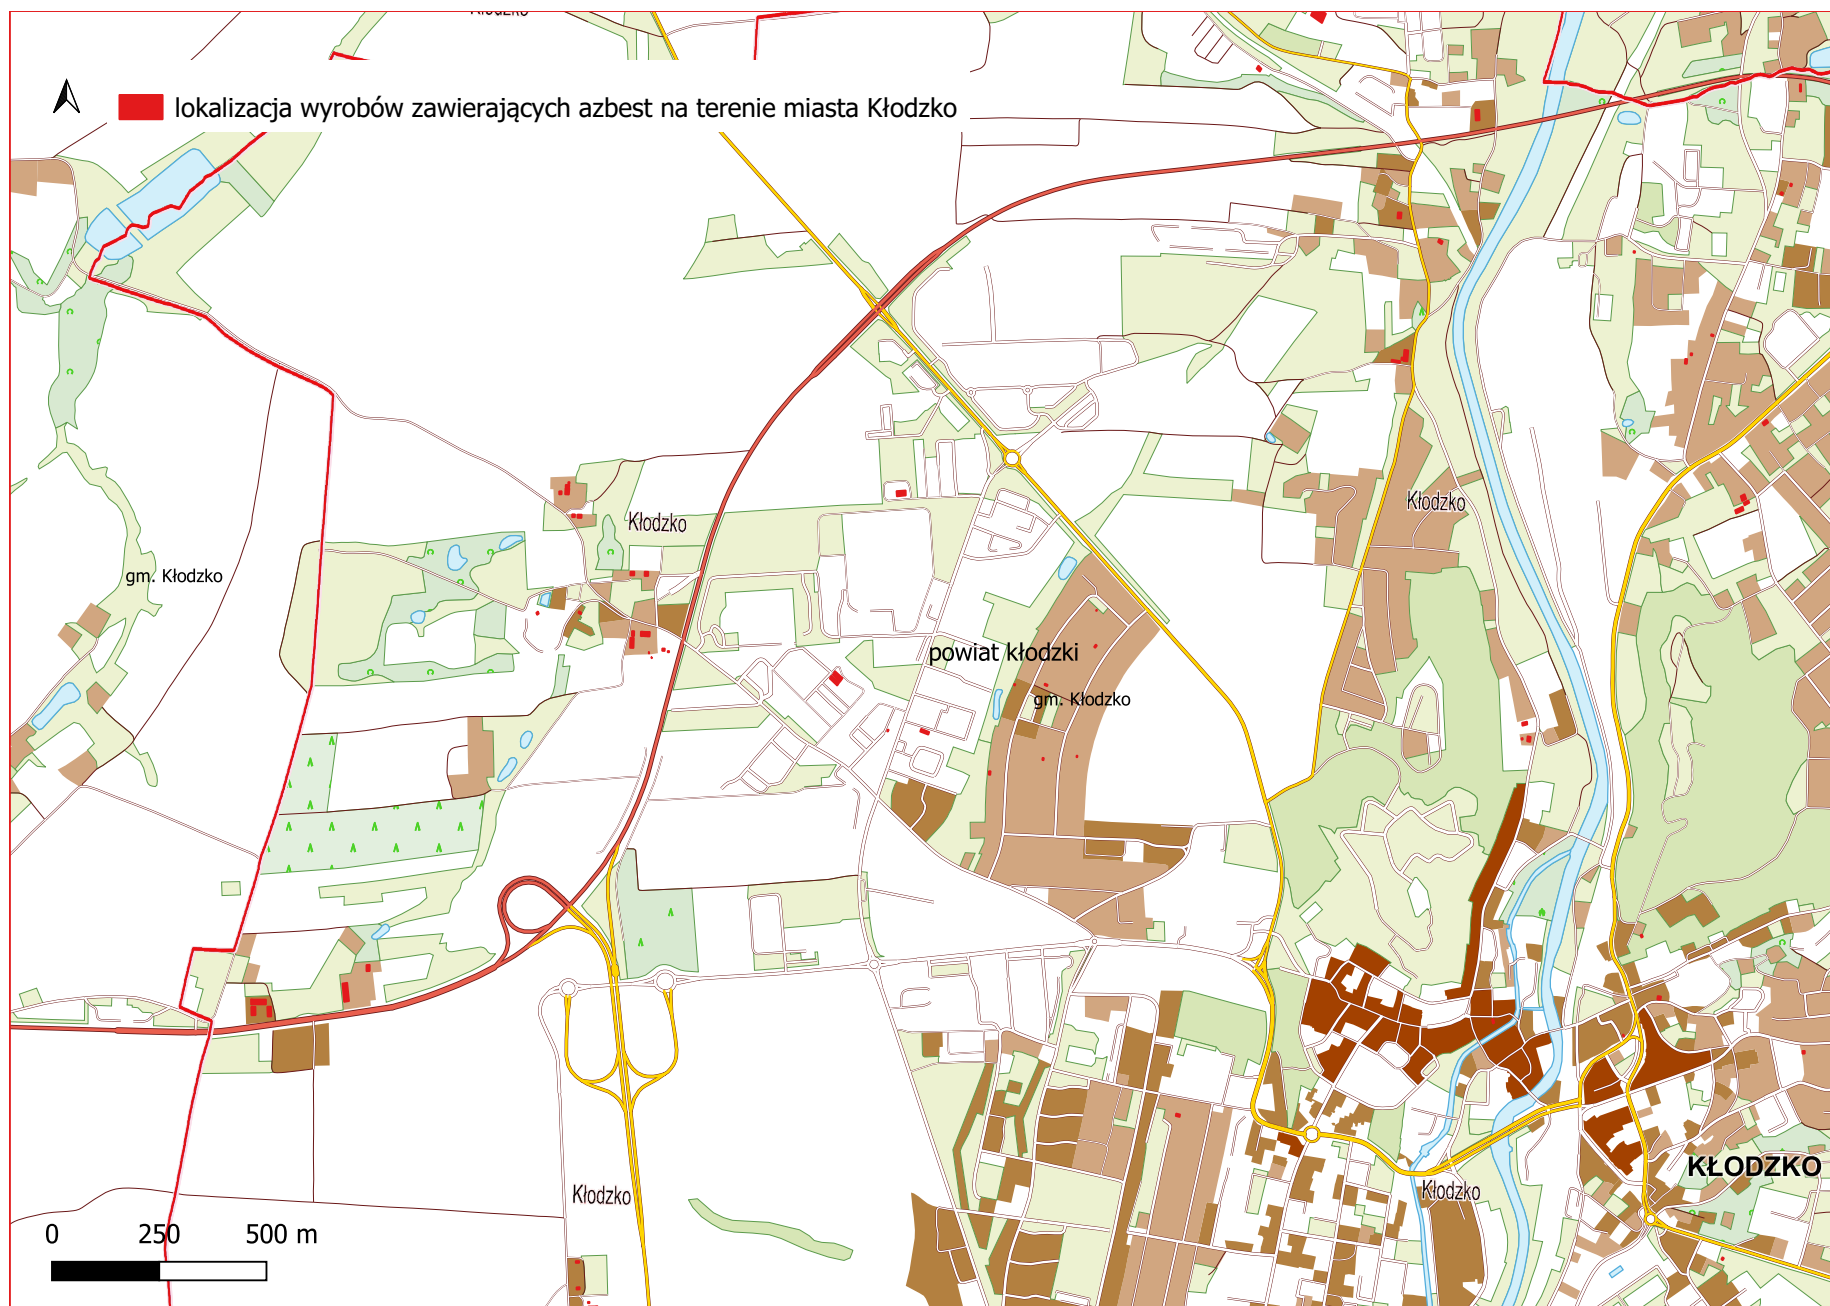 Kłodzko
lokalizacja wyrobów zawierających azbest na terenie miasta Kłodzko
Kłodzko
Kłodzko
gm. Kłodzko
powiat kłodzki
gm. Kłodzko
KŁODZKO
Kłodzko
Kłodzko
0 250 500 m